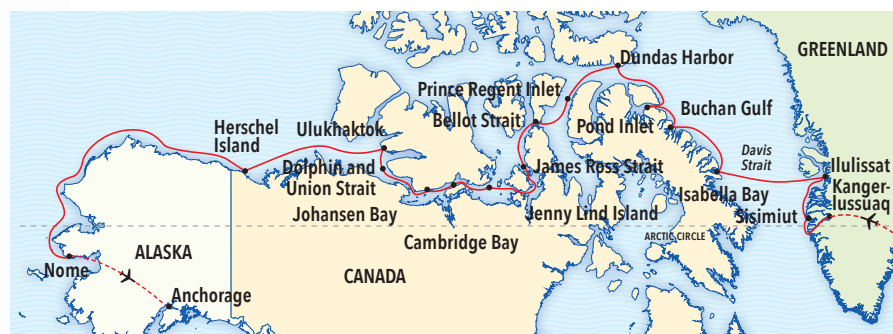 Dundas Harbor
GREENLAND
Prince Regent Inlet
Buchan Gulf
Bellot Strait
Pond Inlet
Herschel
Island
Ulukhaktok
Davis
Strait
Dolphin and
Union Strait
James Ross Strait
Ilulissat
Kanger-
lussuaq
Isabella Bay
Johansen Bay
Jenny Lind Island
Sisimiut
Cambridge Bay
ARCTIC CIRCLE
ALASKA
Nome
CANADA
Anchorage